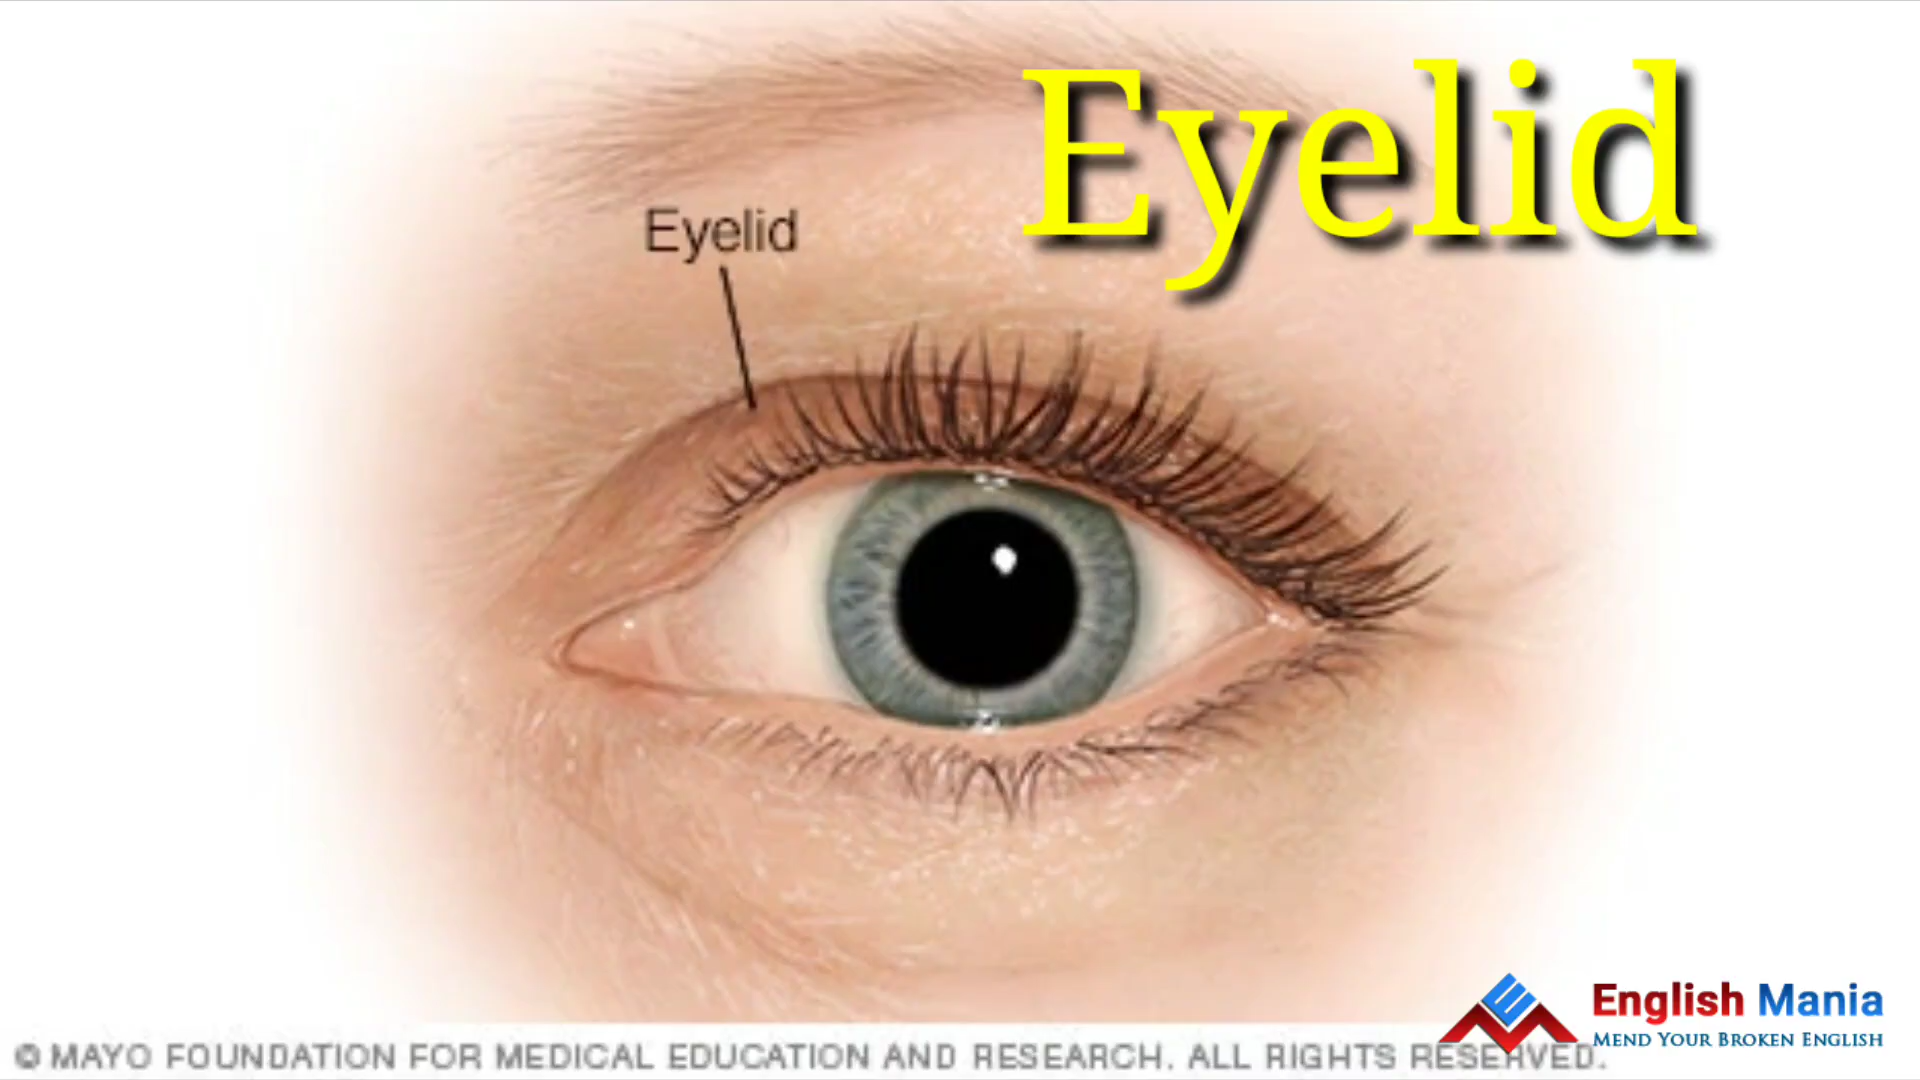 Eyelid
Eyelid
English Mania
MEND YOUR BROKEN ENGLISH
© MAYO FOUNDATION FOR MEDICAL EDUCATION AND RESEARCH. ALL RIGHTS RESERVED.